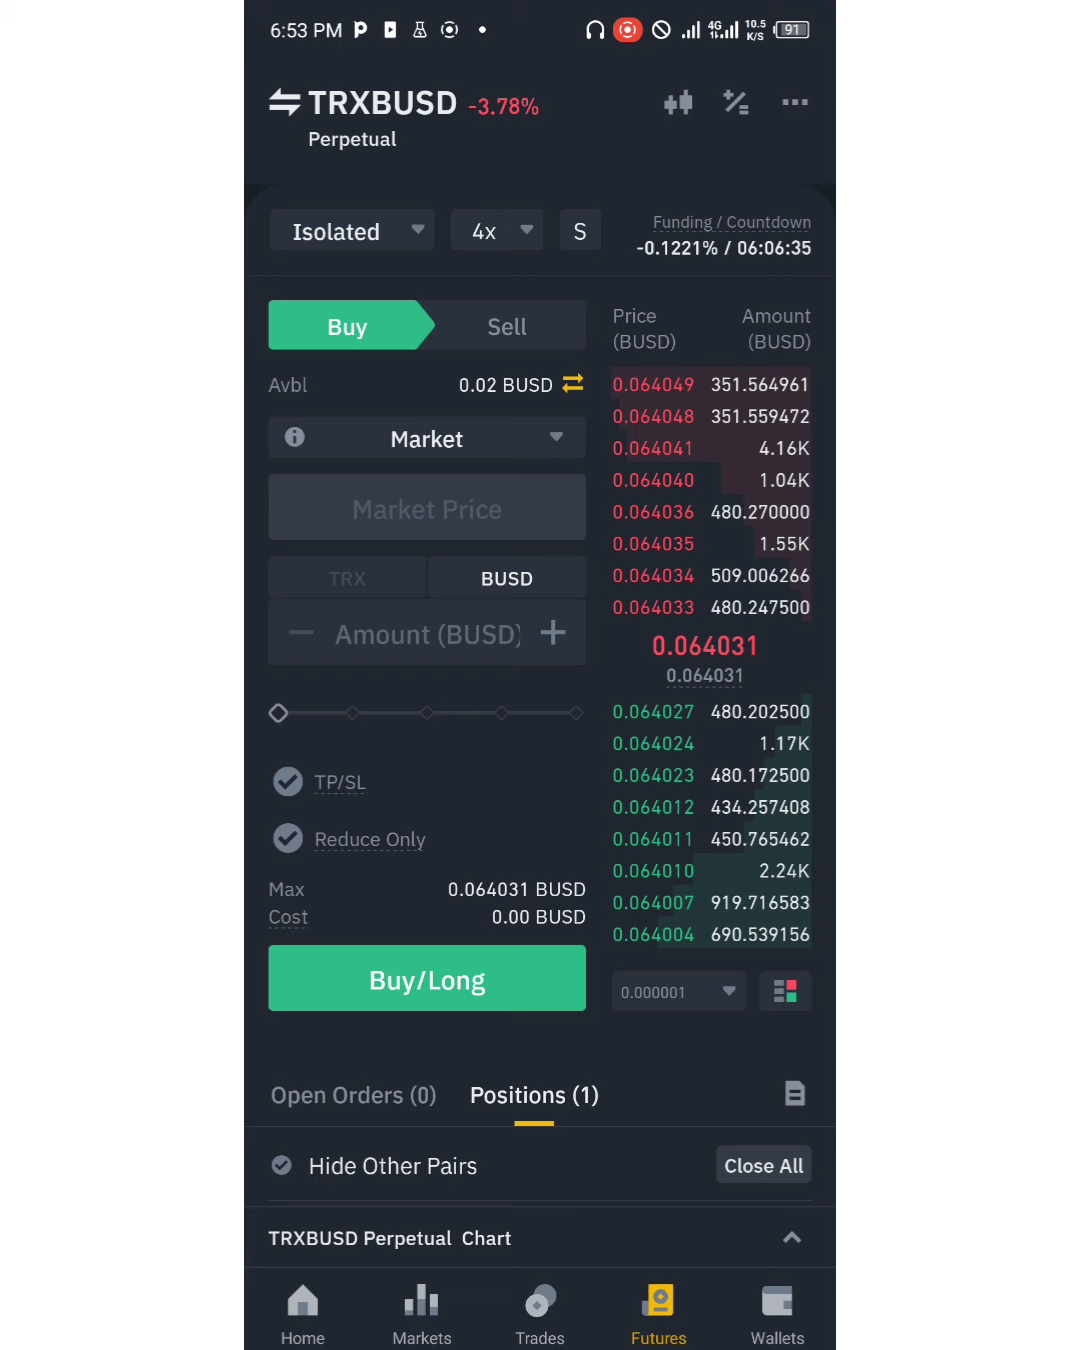 6:53 PM
4G
10.5
K/S
91
TRXBUSD -3.78%
Perpetual
Isolated 4x S
Funding / Countdown
-0.1221% / 06:06:35
Buy Sell
Avbl 0.02 BUSD
Market
Market Price
TRX BUSD
Amount (BUSD)
TP/SL
Reduce Only
Max 0.064031 BUSD
Cost 0.00 BUSD
Buy/Long
Price Amount
(BUSD) (BUSD)
0.064049 351.564961
0.064048 351.559472
0.064041 4.16K
0.064040 1.04K
0.064036 480.270000
0.064035 1.55K
0.064034 509.006266
0.064033 480.247500
0.064031
0.064031
0.064027 480.202500
0.064024 1.17K
0.064023 480.172500
0.064012 434.257408
0.064011 450.765462
0.064010 2.24K
0.064007 919.716583
0.064004 690.539156
0.000001
Open Orders (0) Positions (1)
Hide Other Pairs Close All
TRXBUSD Perpetual Chart
Home Markets Trades Futures Wallets